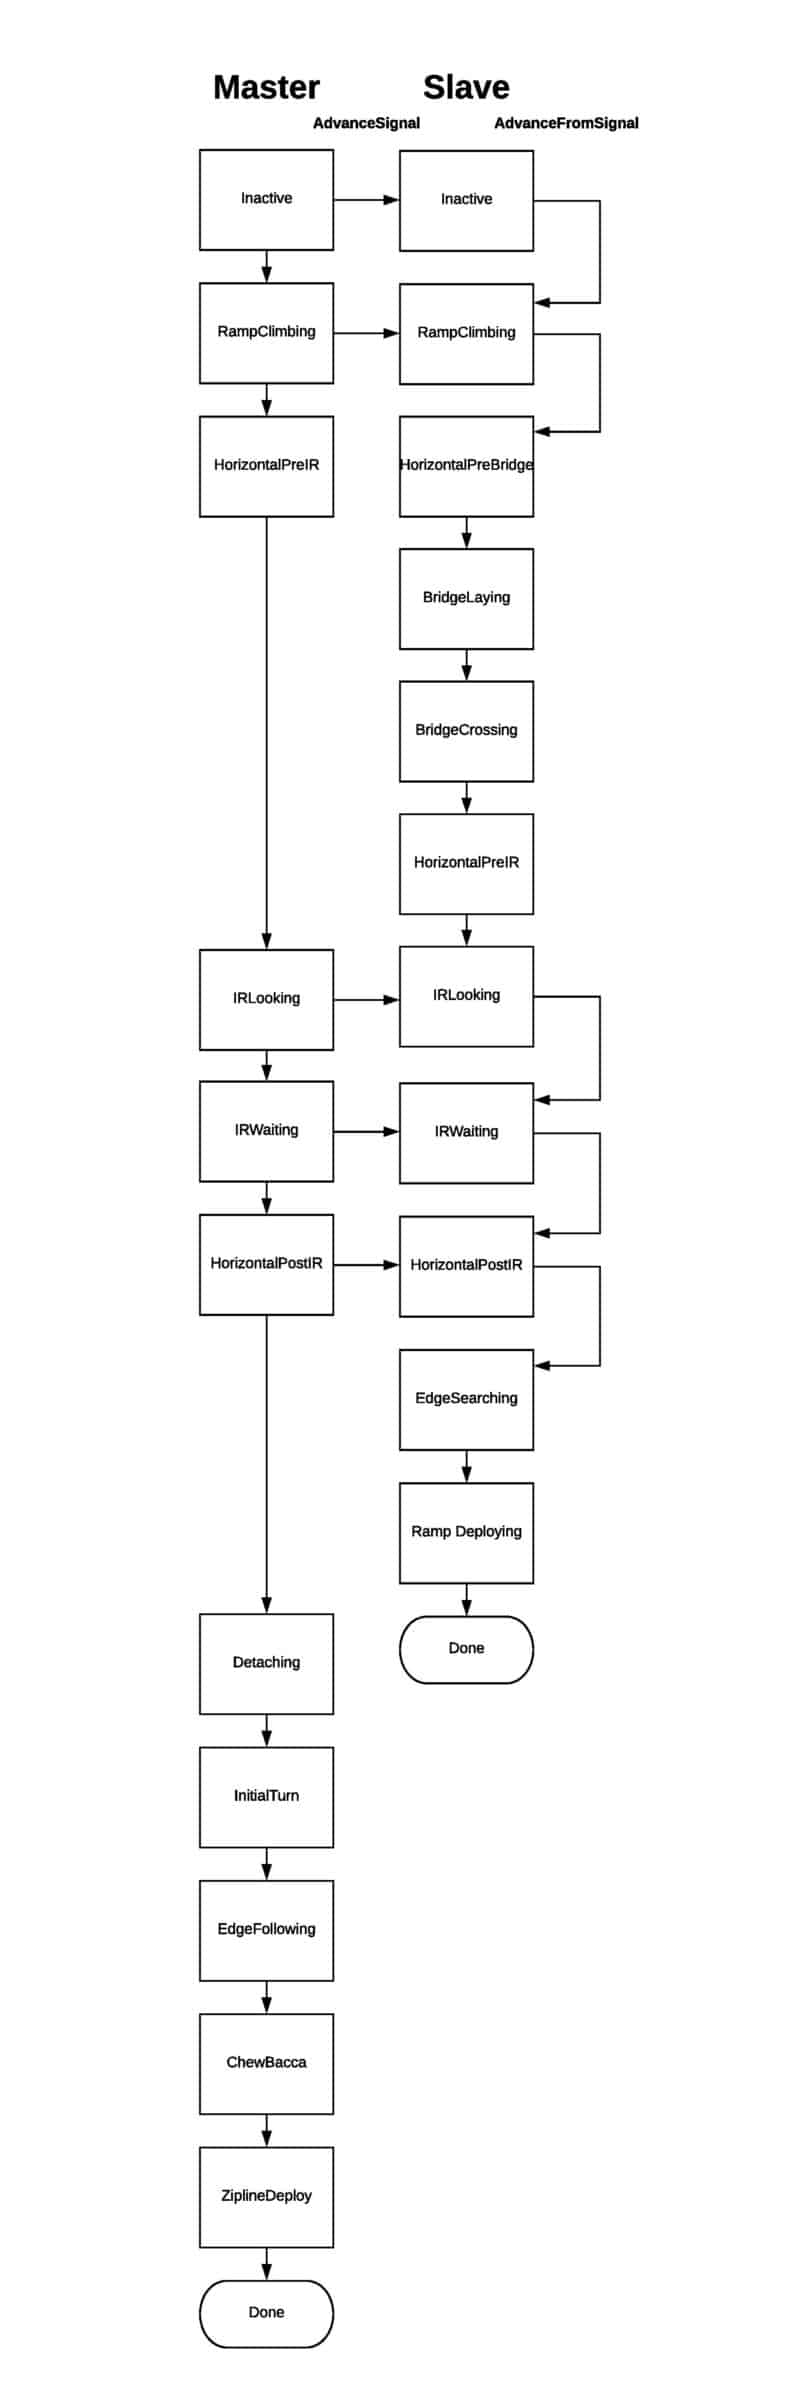 Master
Slave
AdvanceSignal
AdvanceFromSignal
Inactive
Inactive
RampClimbing
RampClimbing
HorizontalPreIR
HorizontalPreBridge
BridgeLaying
BridgeCrossing
HorizontalPreIR
IRLooking
IRLooking
IRWaiting
IRWaiting
HorizontalPostIR
HorizontalPostIR
EdgeSearching
Ramp Deploying
Done
Detaching
InitialTurn
EdgeFollowing
ChewBacca
ZiplineDeploy
Done